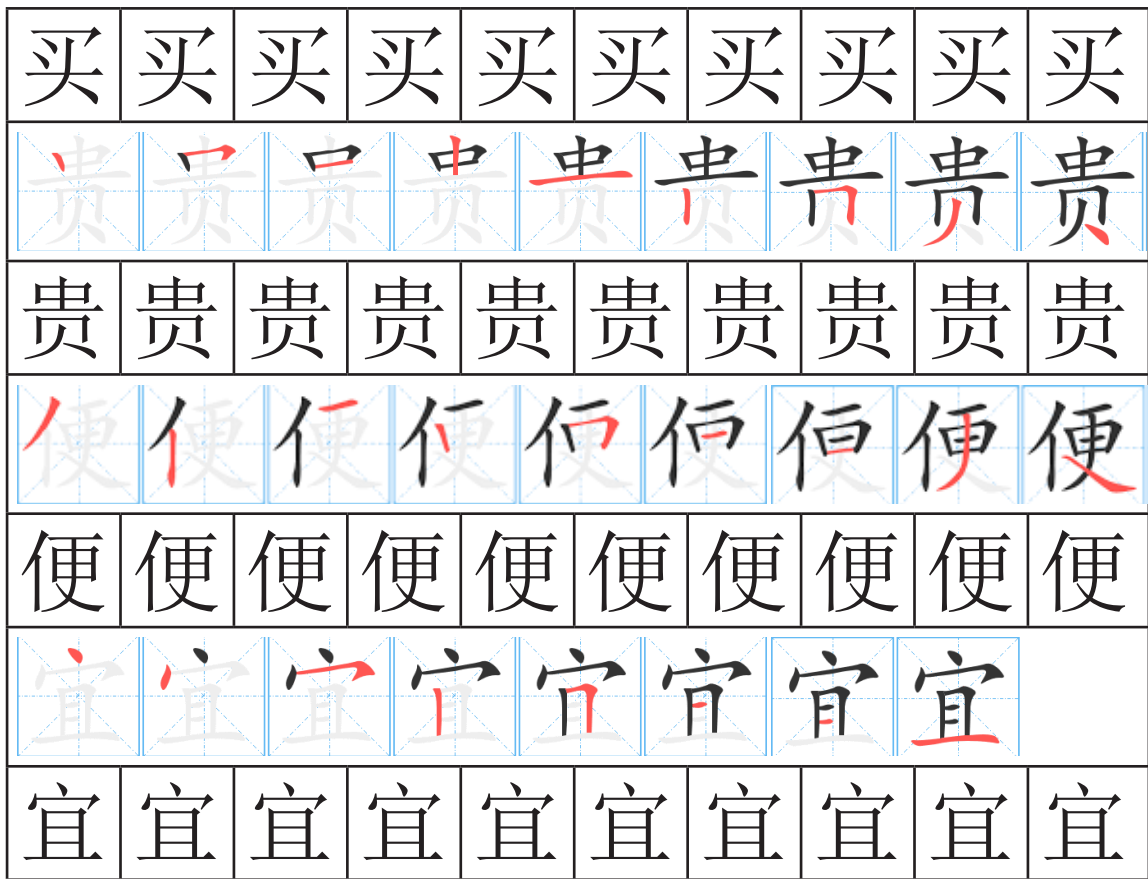 买 买 买 买 买 买 买 买 买 买
贵 贵 贵 贵 贵 贵 贵 贵 贵
贵 贵 贵 贵 贵 贵 贵 贵 贵 贵
便 便 便 便 便 便 便 便 便
便 便 便 便 便 便 便 便 便 便
宜 宜 宜 宜 宜 宜 宜 宜
宜 宜 宜 宜 宜 宜 宜 宜 宜 宜